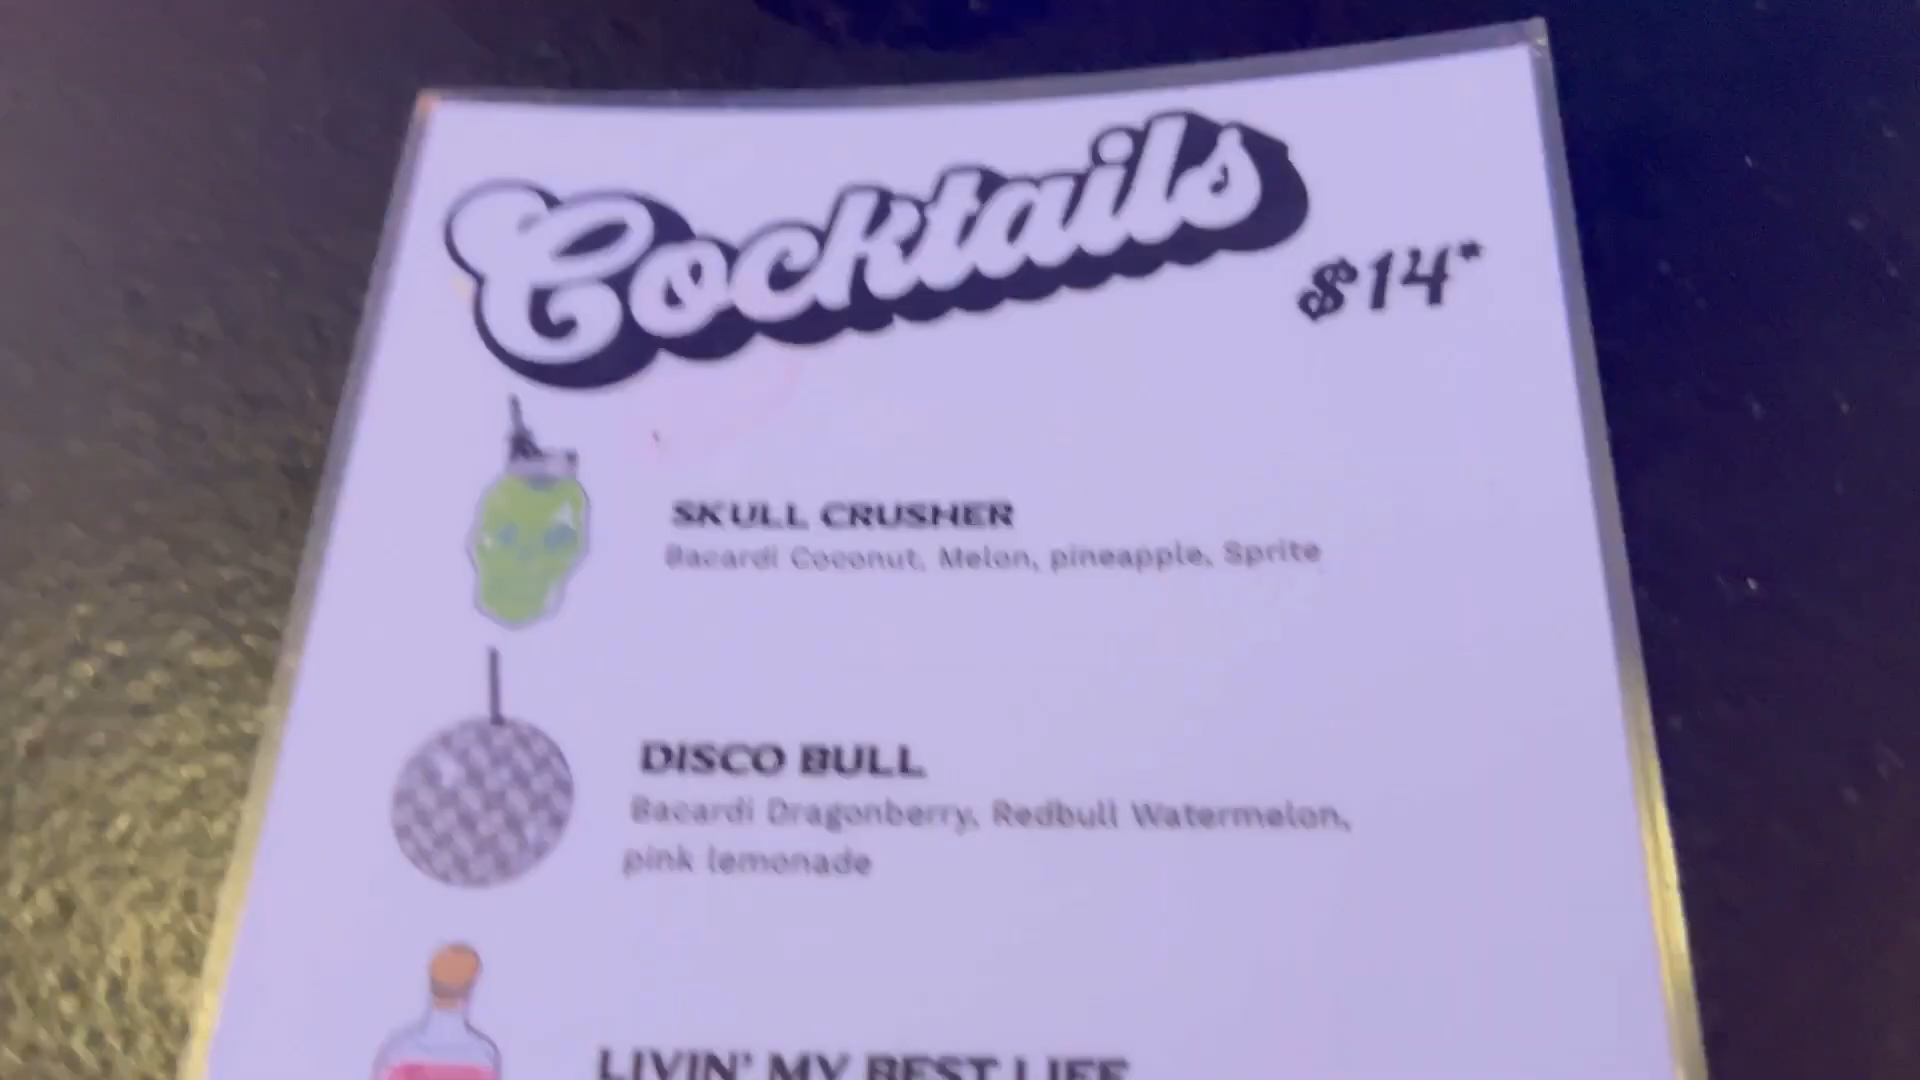 Cocktails
$14*
SKULL CRUSHER
Bacardi Coconut, Melon, pineapple, Sprite
DISCO BULL
Bacardi Dragonberry, Redbull Watermelon,
pink lemonade
LIVIN' MY BEST LIFE